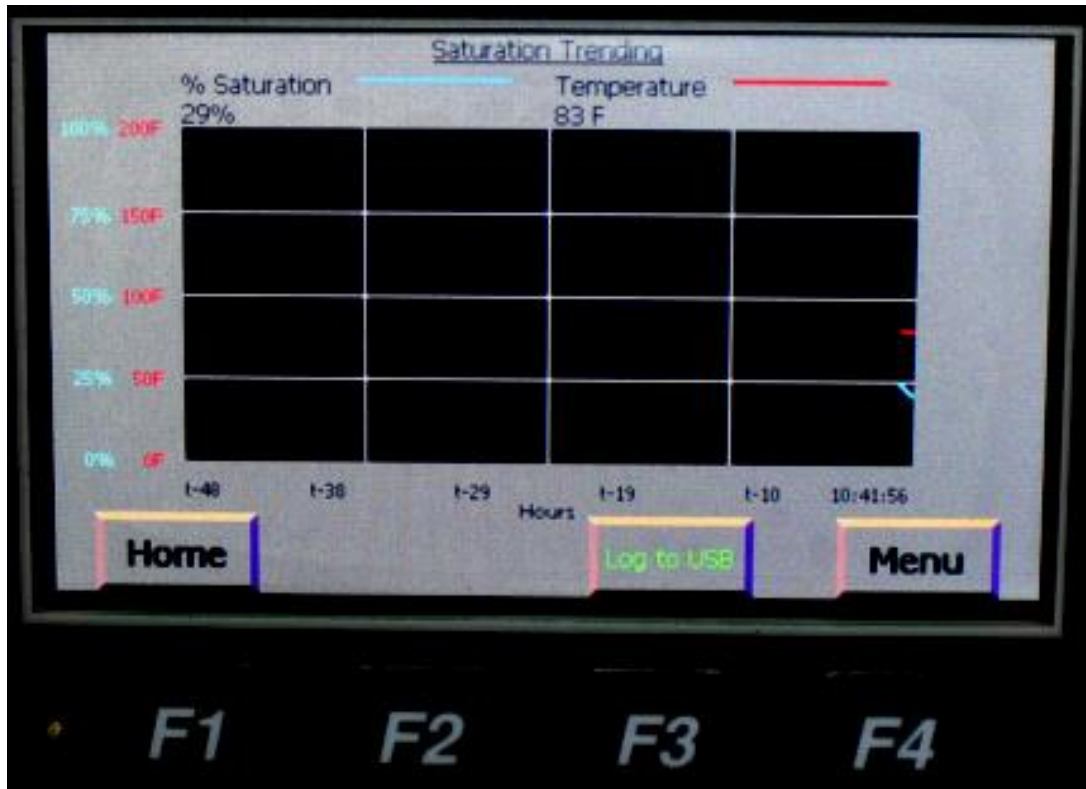 Saturation Trending
% Saturation Temperature
29% 83 F
100% 200F
75% 150F
50% 100F
25% 50F
0% 0F
t-48 t-38 t-29 t-19 t-10 10:41:56
Hours
Home Log to USB Menu
F1 F2 F3 F4